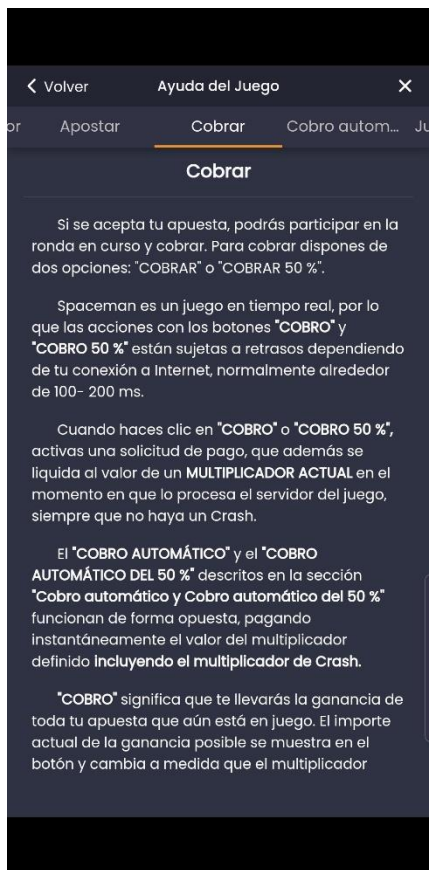 Volver Ayuda del Juego
or Apostar Cobrar Cobro autom... Ju
Cobrar
Si se acepta tu apuesta, podrás participar en la
ronda en curso y cobrar. Para cobrar dispones de
dos opciones: "COBRAR" o "COBRAR 50 %".
Spaceman es un juego en tiempo real, por lo
que las acciones con los botones "COBRO" y
"COBRO 50 %" están sujetas a retrasos dependiendo
de tu conexión a Internet, normalmente alrededor
de 100- 200 ms.
Cuando haces clic en "COBRO" o "COBRO 50 %",
activas una solicitud de pago, que además se
liquida al valor de un MULTIPLICADOR ACTUAL en el
momento en que lo procesa el servidor del juego,
siempre que no haya un Crash.
El "COBRO AUTOMÁTICO" y el "COBRO
AUTOMÁTICO DEL 50 %" descritos en la sección
"Cobro automático y Cobro automático del 50 %"
funcionan de forma opuesta, pagando
instantáneamente el valor del multiplicador
definido incluyendo el multiplicador de Crash.
"COBRO" significa que te llevarás la ganancia de
toda tu apuesta que aún está en juego. El importe
actual de la ganancia posible se muestra en el
botón y cambia a medida que el multiplicador